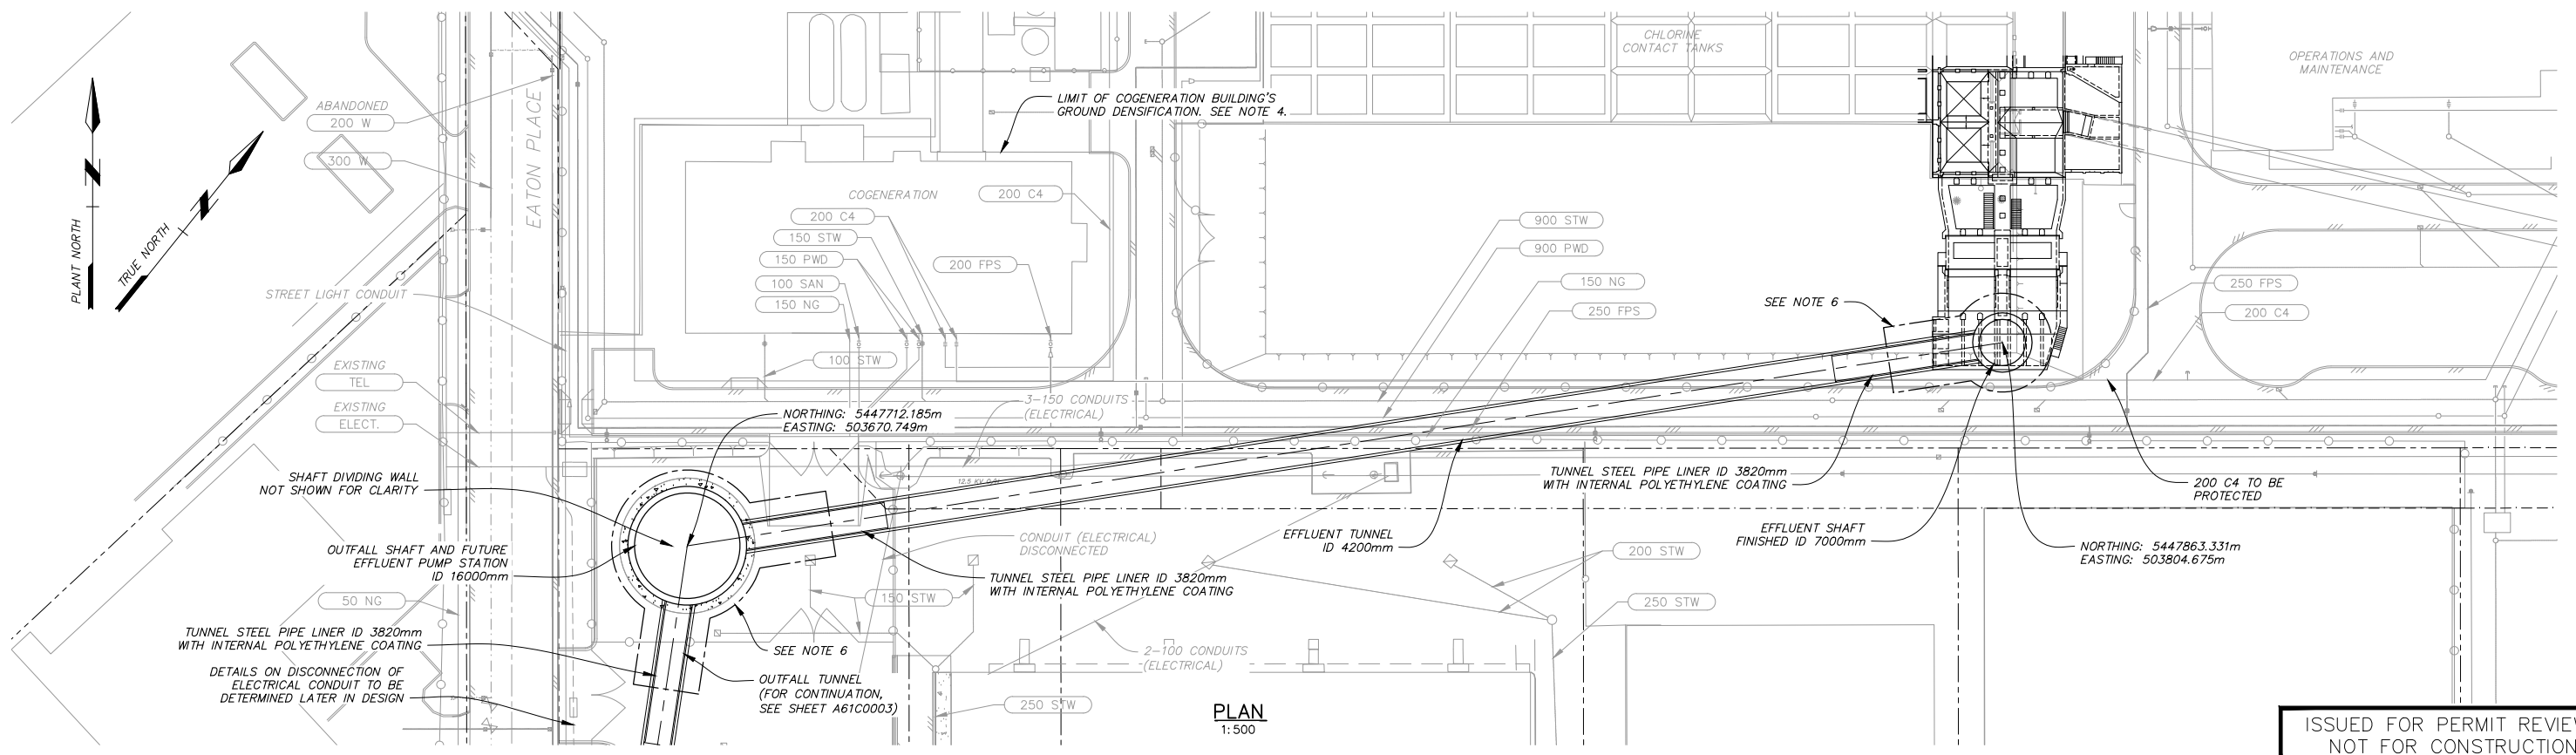 CHLORINE
CONTACT TANKS
OPERATIONS AND
MAINTENANCE
ABANDONED
200 W
300 W
EATON PLACE
LIMIT OF COGENERATION BUILDING'S
GROUND DENSIFICATION. SEE NOTE 4.
PLANT NORTH
TRUE NORTH
COGENERATION
200 C4
200 C4
150 STW
150 PWD
200 FPS
100 SAN
150 NG
100 STW
900 STW
900 PWD
150 NG
250 FPS
SEE NOTE 6
250 FPS
200 C4
STREET LIGHT CONDUIT
EXISTING
TEL
EXISTING
ELECT.
NORTHING: 5447712.185m
EASTING: 503670.749m
3-150 CONDUITS
(ELECTRICAL)
SHAFT DIVIDING WALL
NOT SHOWN FOR CLARITY
OUTFALL SHAFT AND FUTURE
EFFLUENT PUMP STATION
ID 16000mm
50 NG
TUNNEL STEEL PIPE LINER ID 3820mm
WITH INTERNAL POLYETHYLENE COATING
DETAILS ON DISCONNECTION OF
ELECTRICAL CONDUIT TO BE
DETERMINED LATER IN DESIGN
SEE NOTE 6
OUTFALL TUNNEL
(FOR CONTINUATION,
SEE SHEET A61C0003)
150 STW
CONDUIT (ELECTRICAL)
DISCONNECTED
TUNNEL STEEL PIPE LINER ID 3820mm
WITH INTERNAL POLYETHYLENE COATING
2-100 CONDUITS
(ELECTRICAL)
250 STW
EFFLUENT TUNNEL
ID 4200mm
TUNNEL STEEL PIPE LINER ID 3820mm
WITH INTERNAL POLYETHYLENE COATING
200 STW
250 STW
EFFLUENT SHAFT
FINISHED ID 7000mm
200 C4 TO BE
PROTECTED
NORTHING: 5447863.331m
EASTING: 503804.675m
PLAN
1:500
ISSUED FOR PERMIT REVIEW
NOT FOR CONSTRUCTION